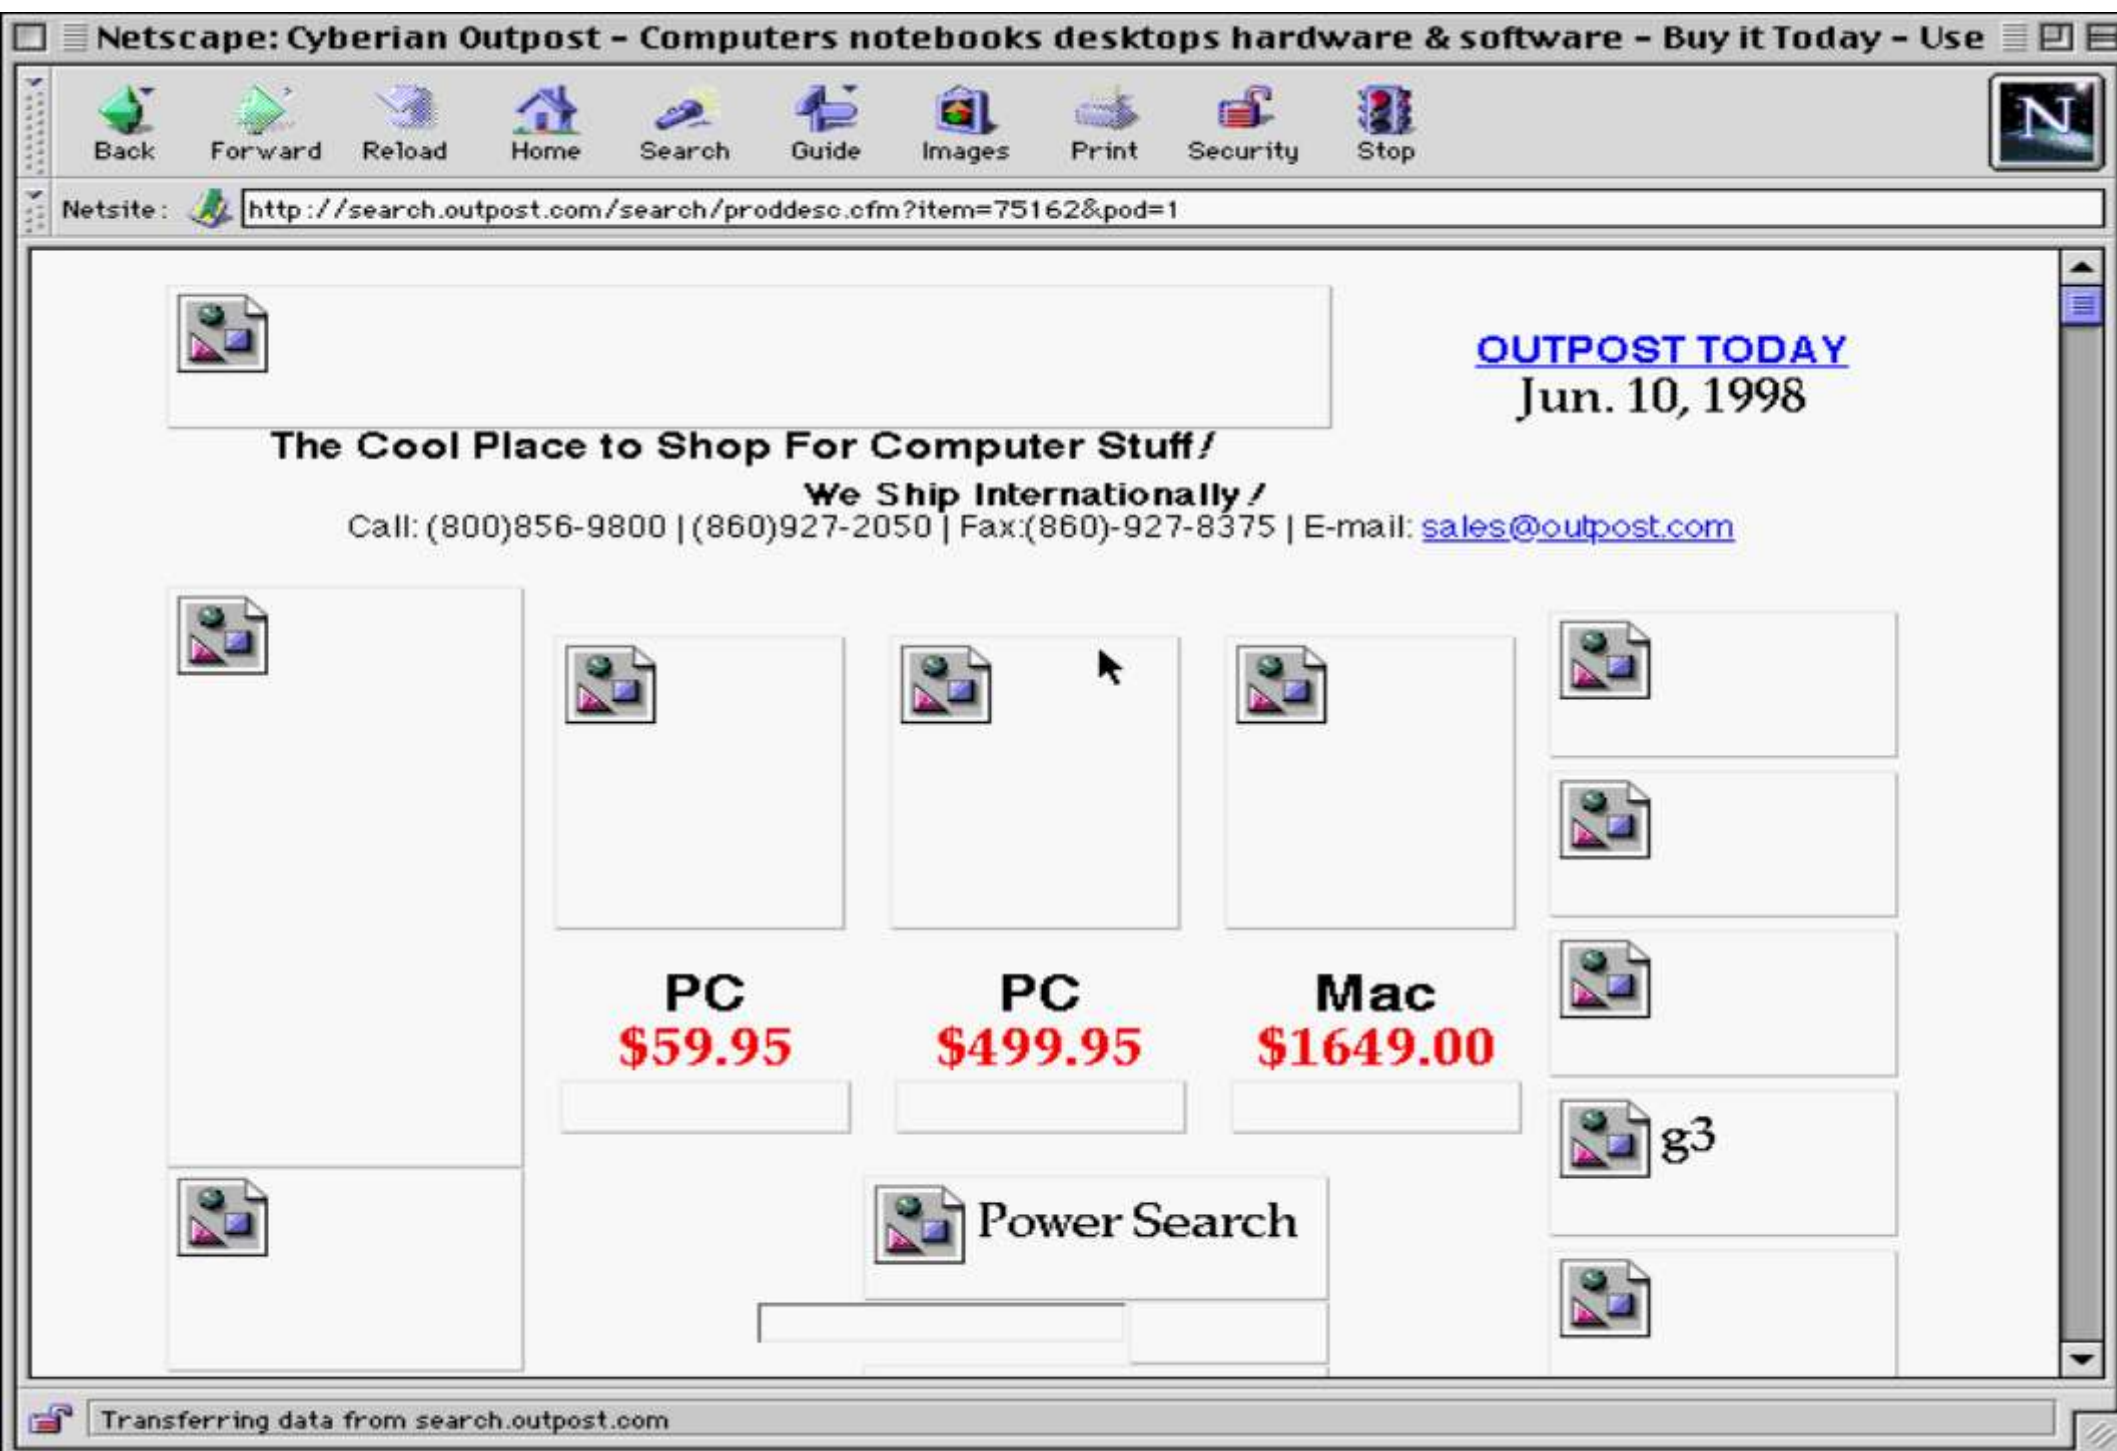 Netscape: Cyberian Outpost – Computers notebooks desktops hardware & software – Buy it Today – Use
Back Forward Reload Home Search Guide Images Print Security Stop
N
Netsite: http://search.outpost.com/search/proddesc.cfm?item=75162&pod=1
OUTPOST TODAY
Jun. 10, 1998
The Cool Place to Shop For Computer Stuff!
We Ship Internationally!
Call: (800)856-9800 | (860)927-2050 | Fax:(860)-927-8375 | E-mail: sales@outpost.com
PC PC Mac
$59.95 $499.95 $1649.00
g3
Power Search
Transferring data from search.outpost.com